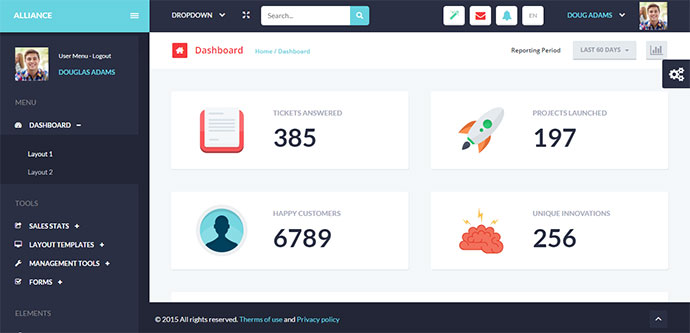 ALLIANCE
DROPDOWN
Search...
EN
DOUG ADAMS
User Menu - Logout
DOUGLAS ADAMS
MENU
DASHBOARD
Layout 1
Layout 2
TOOLS
SALES STATS
LAYOUT TEMPLATES
MANAGEMENT TOOLS
FORMS
ELEMENTS
Dashboard
Home / Dashboard
Reporting Period
LAST 60 DAYS
TICKETS ANSWERED
385
PROJECTS LAUNCHED
197
HAPPY CUSTOMERS
6789
UNIQUE INNOVATIONS
256
© 2015 All rights reserved. Therms of use and Privacy policy